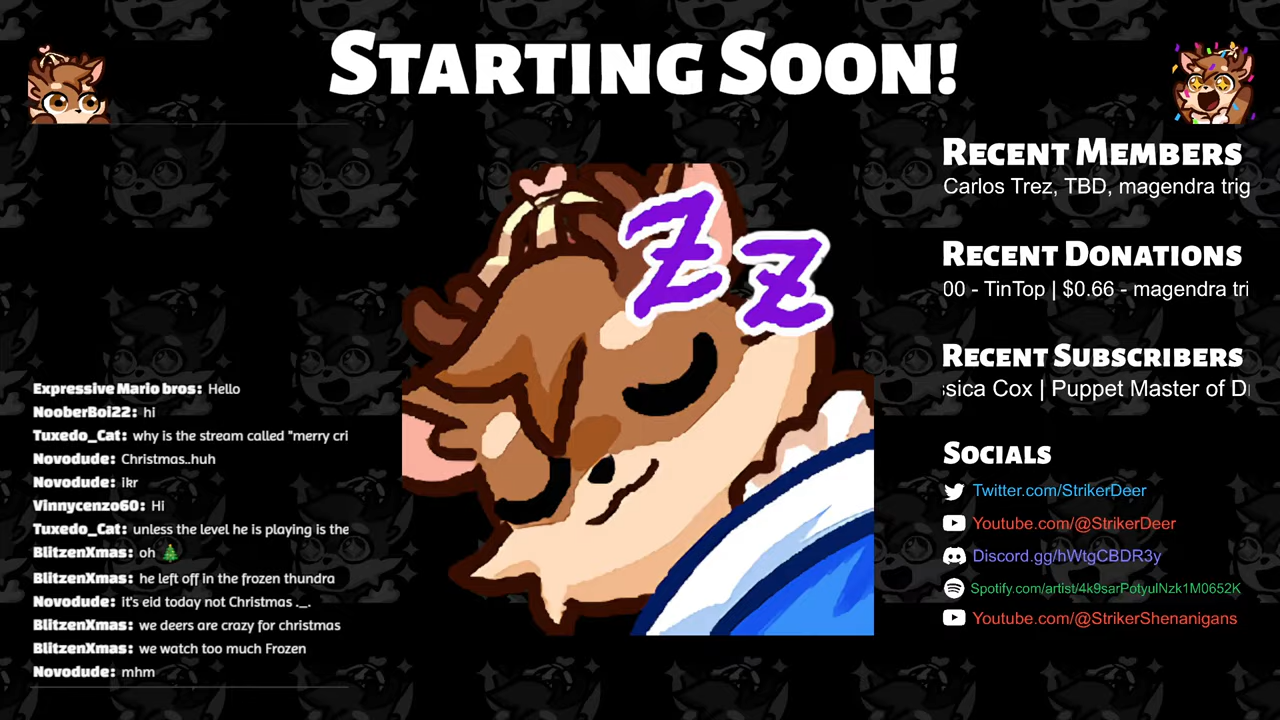 STARTING SOON!
Expressive Mario bros: Hello
NooberBoi22: hi
Tuxedo_Cat: why is the stream called "merry cri
Novodude: Christmas..huh
Novodude: ikr
Vinnycenzo60: Hi
Tuxedo_Cat: unless the level he is playing is the
BlitzenXmas: oh 🎄
BlitzenXmas: he left off in the frozen thundra
Novodude: it's eid today not Christmas ._.
BlitzenXmas: we deers are crazy for christmas
BlitzenXmas: we watch too much Frozen
Novodude: mhm
Zz
RECENT MEMBERS
Carlos Trez, TBD, magendra trig
RECENT DONATIONS
00 - TinTop | $0.66 - magendra tri
RECENT SUBSCRIBERS
ssica Cox | Puppet Master of D
SOCIALS
Twitter.com/StrikerDeer
Youtube.com/@StrikerDeer
Discord.gg/hWtgCBDR3y
Spotify.com/artist/4k9sarPotyulNzk1M0652K
Youtube.com/@StrikerShenanigans